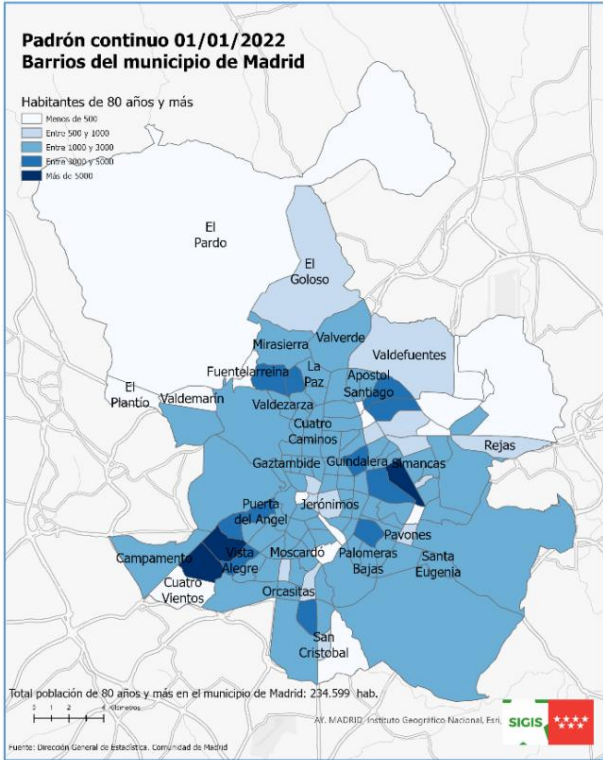 Padrón continuo 01/01/2022
Barrios del municipio de Madrid
Habitantes de 80 años y más
Menos de 500
Entre 500 y 1000
Entre 1000 y 3000
Entre 3000 y 5000
Más de 5000
El
Pardo
El
Goloso
Mirasierra
Valverde
Valdefuentes
Fuentelarreina
La
Paz
Apostol
Santiago
El
Plantío
Valdemarín
Valdezarza
Cuatro
Caminos
Rejas
Gaztambide
Guindalera
Simancas
Puerta
del Angel
Jerónimos
Pavones
Campamento
Vista
Alegre
Moscardó
Palomeras
Bajas
Santa
Eugenia
Cuatro
Vientos
Orcasitas
San
Cristobal
Total población de 80 años y más en el municipio de Madrid: 234.599 hab.
0 1 2 4 Kilometros
AY. MADRID, Instituto Geográfico Nacional, Esri,
SIGIS
Fuente: Dirección General de Estadística. Comunidad de Madrid